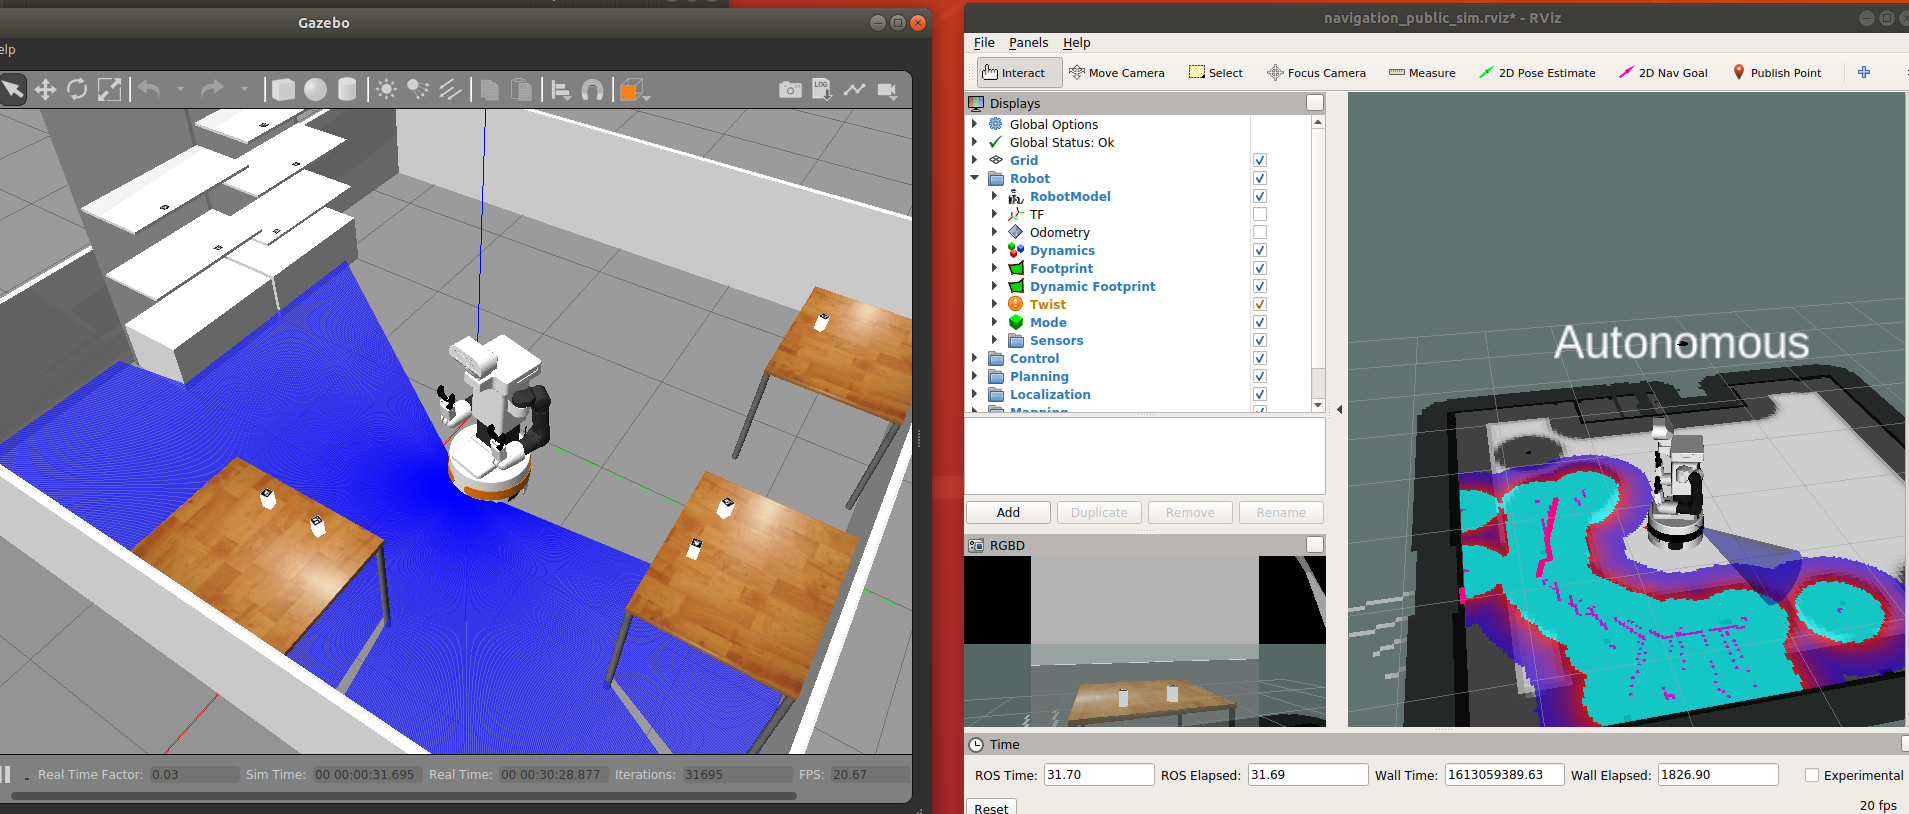 Gazebo
elp
LOG
Real Time Factor: 0.03 Sim Time: 00 00:00:31.695 Real Time: 00 00:30:28.877 Iterations: 31695 FPS: 20.67
navigation_public_sim.rviz* - RViz
File Panels Help
Interact Move Camera Select Focus Camera Measure 2D Pose Estimate 2D Nav Goal Publish Point
Displays
Global Options
Global Status: Ok
Grid
Robot
RobotModel
TF
Odometry
Dynamics
Footprint
Dynamic Footprint
Twist
Mode
Sensors
Control
Planning
Localization
Mapping
Add Duplicate Remove Rename
RGBD
Autonomous
Time
ROS Time: 31.70 ROS Elapsed: 31.69 Wall Time: 1613059389.63 Wall Elapsed: 1826.90 Experimental
Reset
20 fps